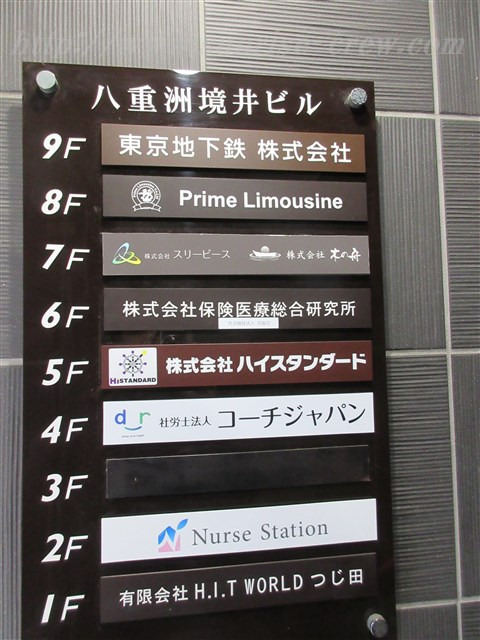 八重洲境井ビル
9F 東京地下鉄 株式会社
8F Prime Limousine
7F 株式会社 スリーピース 株式会社 木の舟
6F 株式会社保険医療総合研究所
5F HISTANDARD 株式会社 ハイスタンダード
4F dr 社労士法人 コーチジャパン
3F
2F Nurse Station
1F 有限会社 H.I.T WORLD つじ田